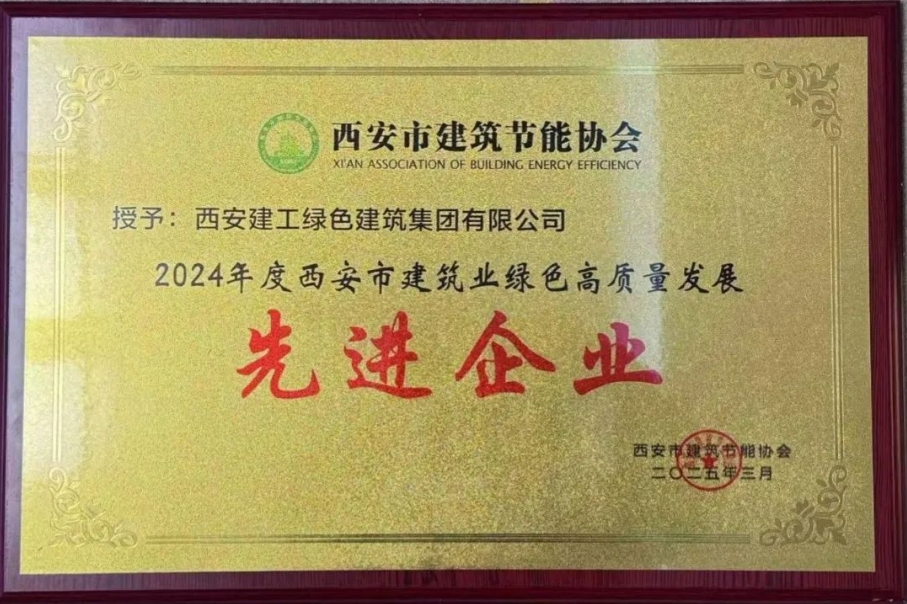 西安市建筑节能协会
XI'AN ASSOCIATION OF BUILDING ENERGY EFFICIENCY
授予：西安建工绿色建筑集团有限公司
2024年度西安市建筑业绿色高质量发展
先进企业
西安市建筑节能协会
二〇二五年三月